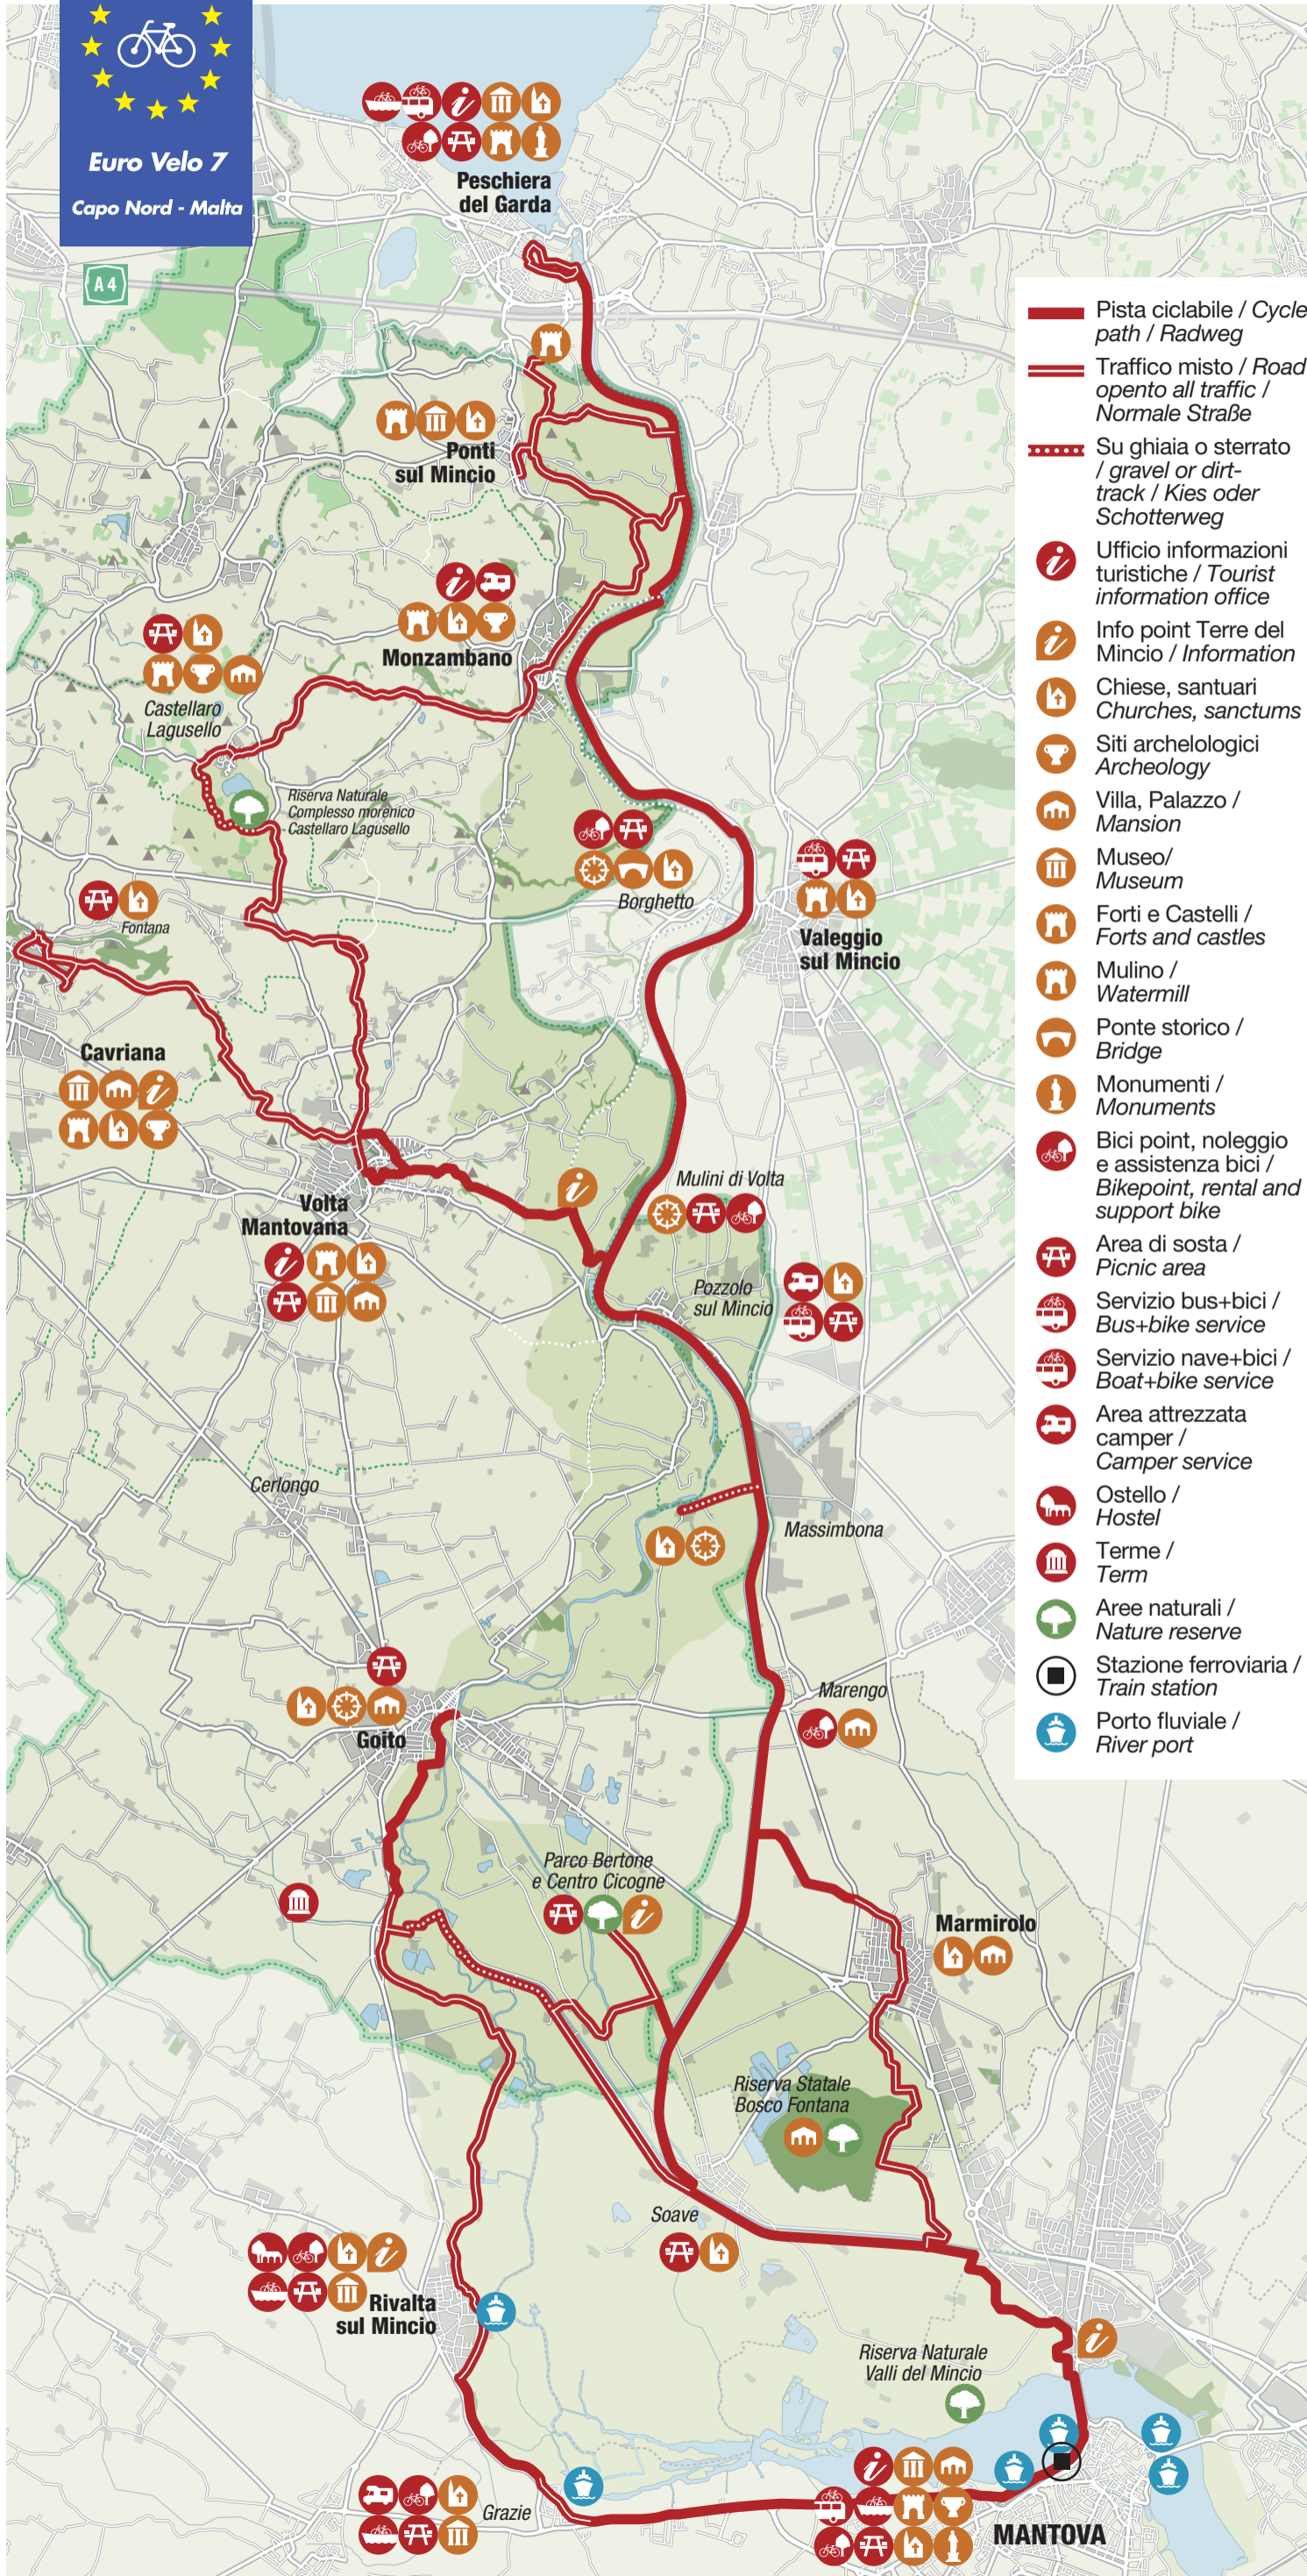 Euro Velo 7
Capo Nord - Malta
A 4
Peschiera
del Garda
Ponti
sul Mincio
Monzambano
Castellaro
Lagusello
Riserva Naturale
Complesso morenico
Castellaro Lagusello
Borghetto
Valeggio
sul Mincio
Fontana
Cavriana
Volta
Mantovana
Mulini di Volta
Pozzolo
sul Mincio
Cerlongo
Massimbona
Marengo
Goito
Parco Bertone
e Centro Cicogne
Marmirolo
Riserva Statale
Bosco Fontana
Soave
Rivalta
sul Mincio
Riserva Naturale
Valli del Mincio
Grazie
MANTOVA
Pista ciclabile / Cycle
path / Radweg
Traffico misto / Road
opento all traffic /
Normale Straße
Su ghiaia o sterrato
/ gravel or dirt-
track / Kies oder
Schotterweg
Ufficio informazioni
turistiche / Tourist
information office
Info point Terre del
Mincio / Information
Chiese, santuari
Churches, sanctums
Siti archelologici
Archeology
Villa, Palazzo /
Mansion
Museo/
Museum
Forti e Castelli /
Forts and castles
Mulino /
Watermill
Ponte storico /
Bridge
Monumenti /
Monuments
Bici point, noleggio
e assistenza bici /
Bikepoint, rental and
support bike
Area di sosta /
Picnic area
Servizio bus+bici /
Bus+bike service
Servizio nave+bici /
Boat+bike service
Area attrezzata
camper /
Camper service
Ostello /
Hostel
Terme /
Term
Aree naturali /
Nature reserve
Stazione ferroviaria /
Train station
Porto fluviale /
River port